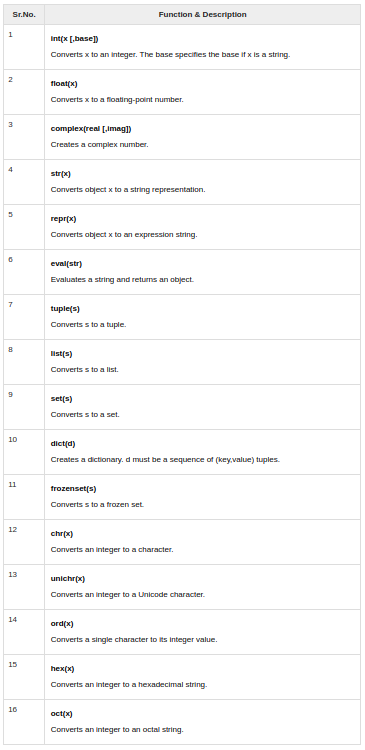 Sr.No. Function & Description
1
int(x [,base])
Converts x to an integer. The base specifies the base if x is a string.
2
float(x)
Converts x to a floating-point number.
3
complex(real [,imag])
Creates a complex number.
4
str(x)
Converts object x to a string representation.
5
repr(x)
Converts object x to an expression string.
6
eval(str)
Evaluates a string and returns an object.
7
tuple(s)
Converts s to a tuple.
8
list(s)
Converts s to a list.
9
set(s)
Converts s to a set.
10
dict(d)
Creates a dictionary. d must be a sequence of (key,value) tuples.
11
frozenset(s)
Converts s to a frozen set.
12
chr(x)
Converts an integer to a character.
13
unichr(x)
Converts an integer to a Unicode character.
14
ord(x)
Converts a single character to its integer value.
15
hex(x)
Converts an integer to a hexadecimal string.
16
oct(x)
Converts an integer to an octal string.